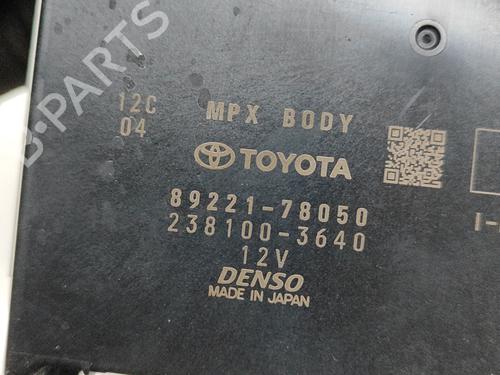 B-PARTS
12C
04
MPX BODY
TOYOTA
89221-78050
238100-3640
12V
DENSO
MADE IN JAPAN